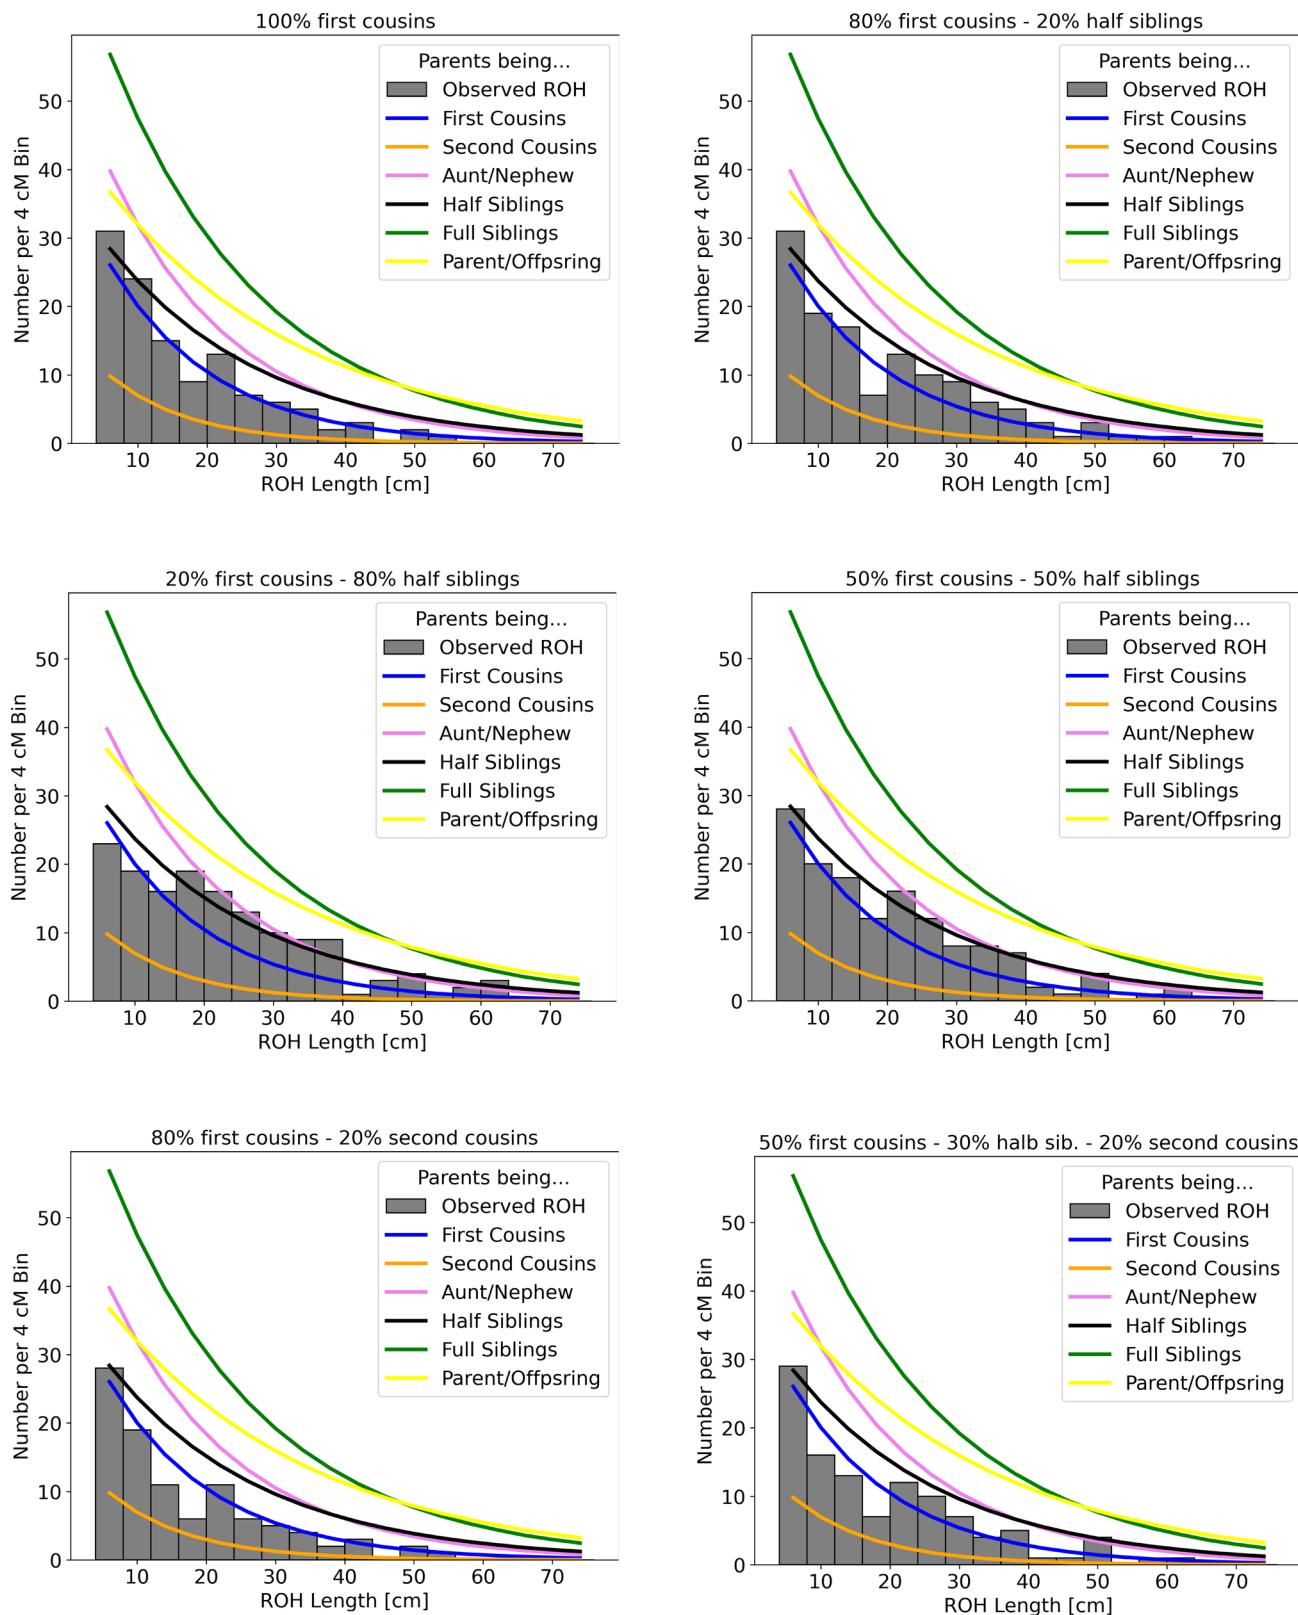 100% first cousins
Number per 4 cM Bin
50
40
30
20
10
0
Parents being...
Observed ROH
First Cousins
Second Cousins
Aunt/Nephew
Half Siblings
Full Siblings
Parent/Offpsring
10 20 30 40 50 60 70
ROH Length [cm]
80% first cousins - 20% half siblings
Number per 4 cM Bin
50
40
30
20
10
0
Parents being...
Observed ROH
First Cousins
Second Cousins
Aunt/Nephew
Half Siblings
Full Siblings
Parent/Offpsring
10 20 30 40 50 60 70
ROH Length [cm]
20% first cousins - 80% half siblings
Number per 4 cM Bin
50
40
30
20
10
0
Parents being...
Observed ROH
First Cousins
Second Cousins
Aunt/Nephew
Half Siblings
Full Siblings
Parent/Offpsring
10 20 30 40 50 60 70
ROH Length [cm]
50% first cousins - 50% half siblings
Number per 4 cM Bin
50
40
30
20
10
0
Parents being...
Observed ROH
First Cousins
Second Cousins
Aunt/Nephew
Half Siblings
Full Siblings
Parent/Offpsring
10 20 30 40 50 60 70
ROH Length [cm]
80% first cousins - 20% second cousins
Number per 4 cM Bin
50
40
30
20
10
0
Parents being...
Observed ROH
First Cousins
Second Cousins
Aunt/Nephew
Half Siblings
Full Siblings
Parent/Offpsring
10 20 30 40 50 60 70
ROH Length [cm]
50% first cousins - 30% halb sib. - 20% second cousins
Number per 4 cM Bin
50
40
30
20
10
0
Parents being...
Observed ROH
First Cousins
Second Cousins
Aunt/Nephew
Half Siblings
Full Siblings
Parent/Offpsring
10 20 30 40 50 60 70
ROH Length [cm]